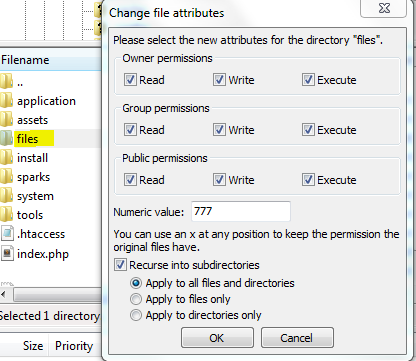 Change file attributes
Please select the new attributes for the directory "files".
Owner permissions
Read Write Execute
Group permissions
Read Write Execute
Public permissions
Read Write Execute
Numeric value: 777
You can use an x at any position to keep the permission the
original files have.
Recurse into subdirectories
Apply to all files and directories
Apply to files only
Apply to directories only
OK Cancel
Filename
..
application
assets
files
install
sparks
system
tools
.htaccess
index.php
Selected 1 directory
Size Priority